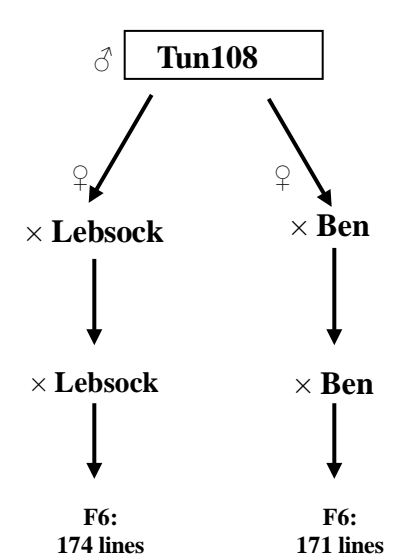 ♂ Tun108
♀ ♀
× Lebsock × Ben
× Lebsock × Ben
F6: F6:
174 lines 171 lines